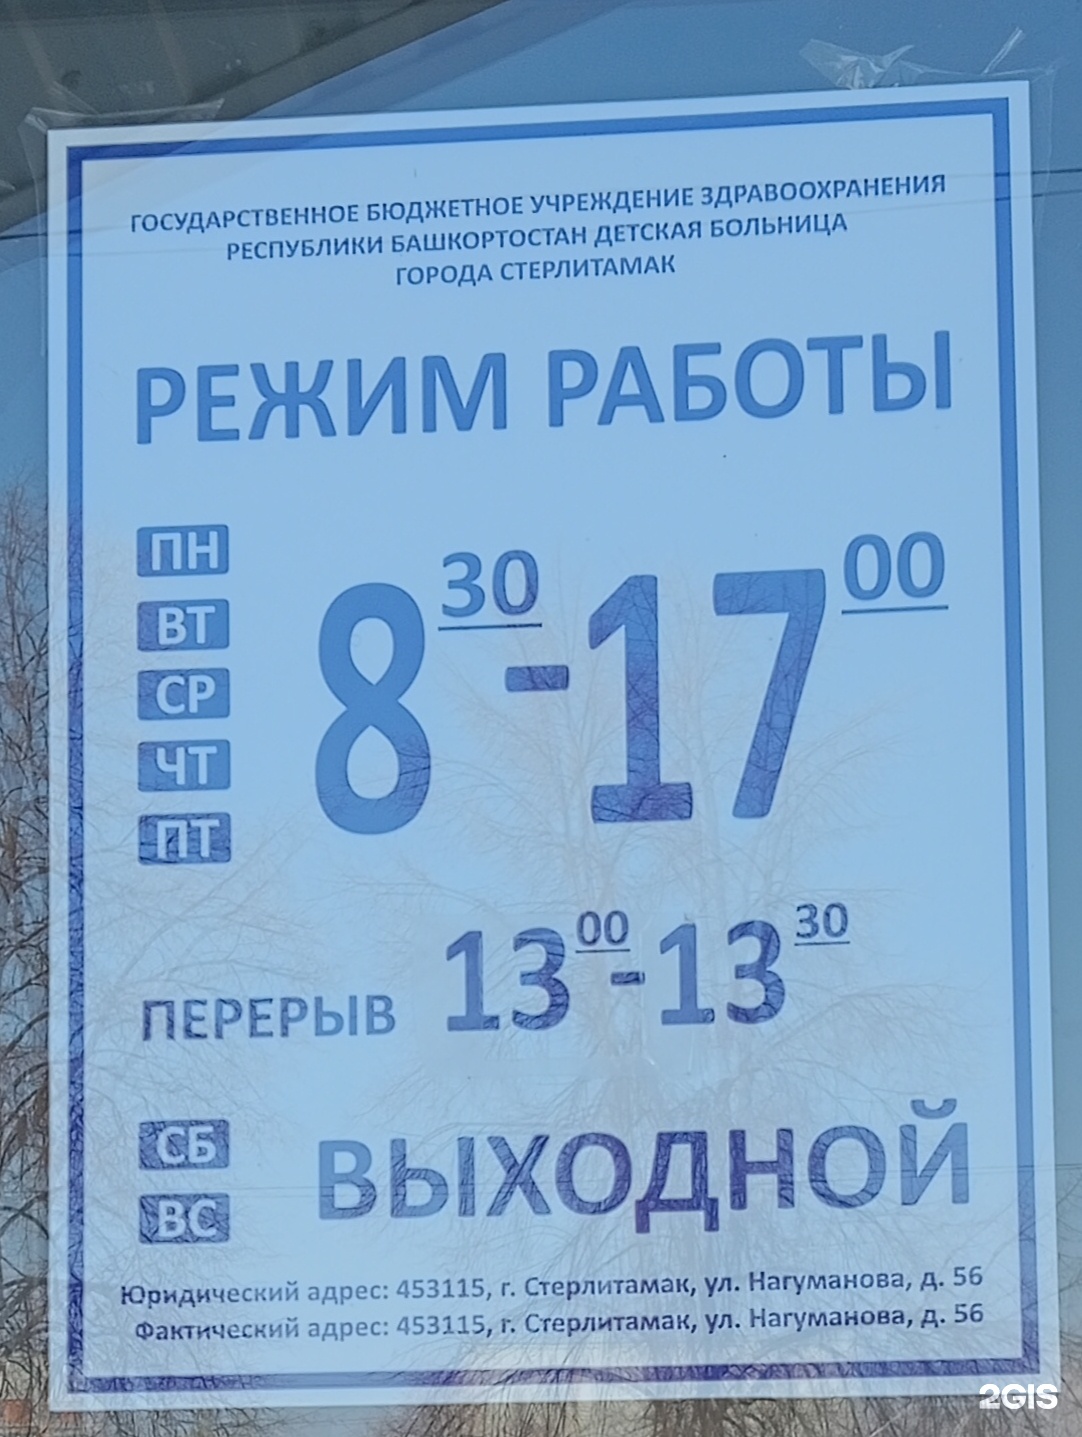 ГОСУДАРСТВЕННОЕ БЮДЖЕТНОЕ УЧРЕЖДЕНИЕ ЗДРАВООХРАНЕНИЯ
РЕСПУБЛИКИ БАШКОРТОСТАН ДЕТСКАЯ БОЛЬНИЦА
ГОРОДА СТЕРЛИТАМАК
РЕЖИМ РАБОТЫ
ПН
ВТ
СР
ЧТ
ПТ
8 30 - 17 00
ПЕРЕРЫВ 13 00 - 13 30
СБ
ВС
ВЫХОДНОЙ
Юридический адрес: 453115, г. Стерлитамак, ул. Нагуманова, д. 56
Фактический адрес: 453115, г. Стерлитамак, ул. Нагуманова, д. 56
2GIS